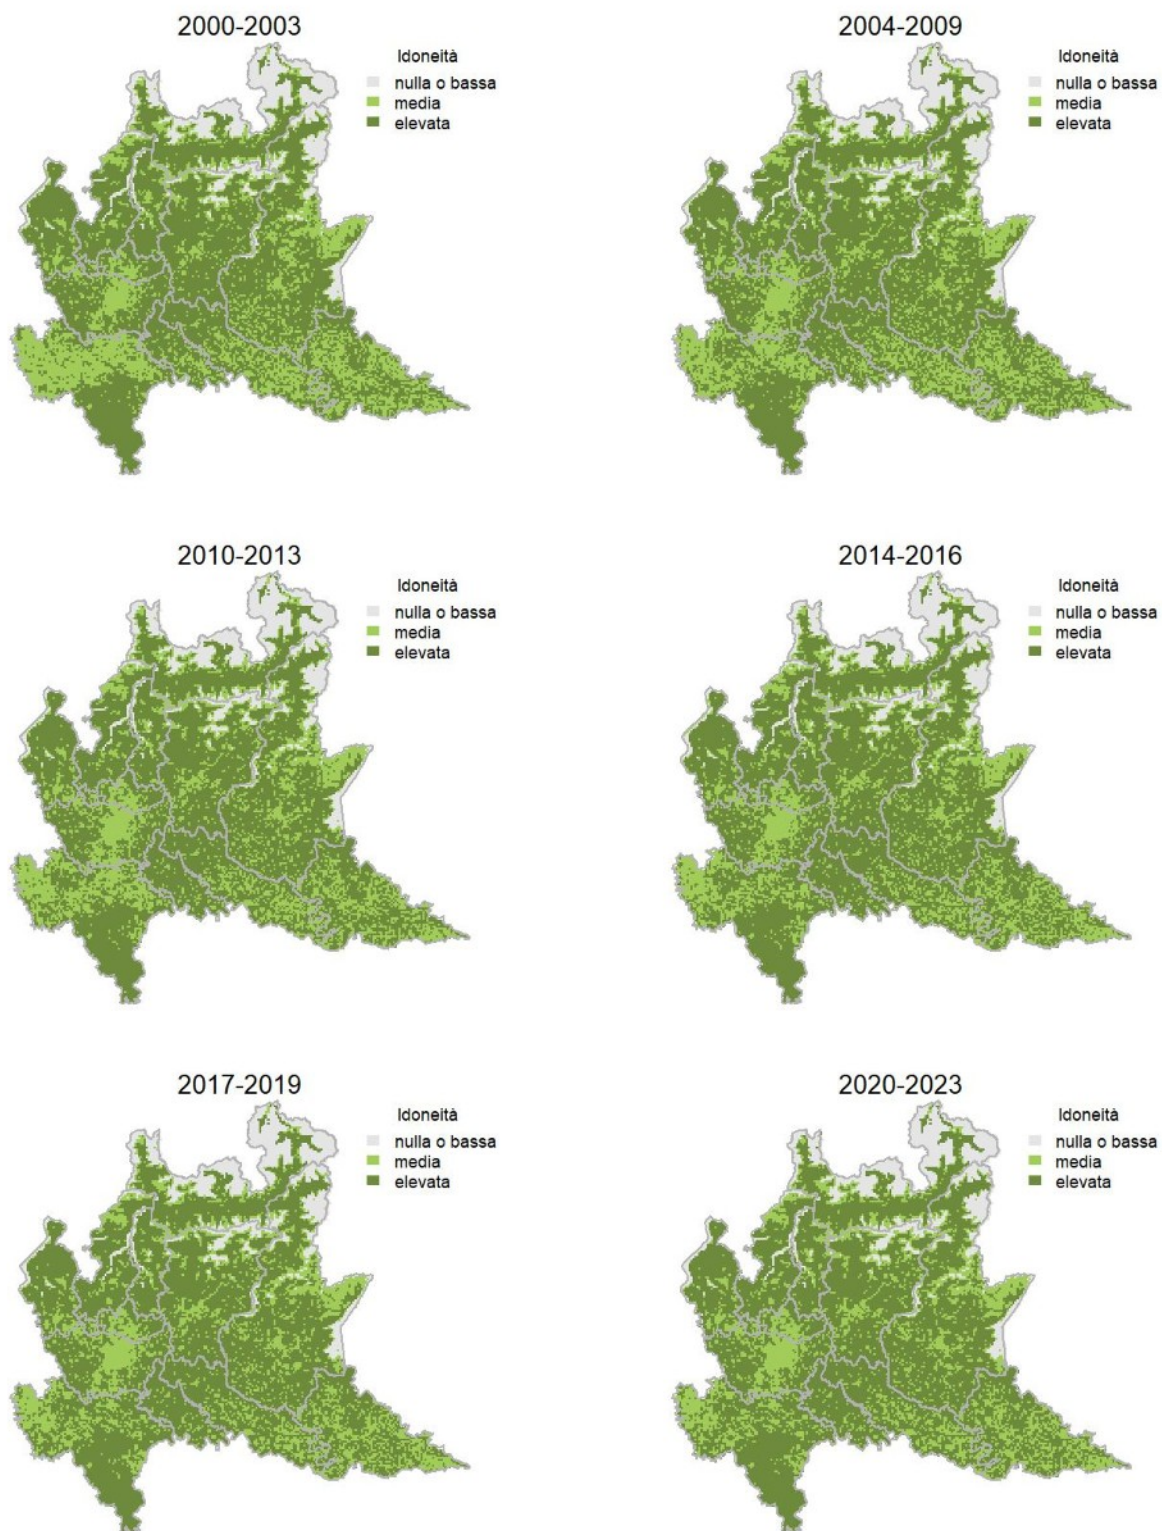 2000-2003
Idoneità
nulla o bassa
media
elevata
2004-2009
Idoneità
nulla o bassa
media
elevata
2010-2013
Idoneità
nulla o bassa
media
elevata
2014-2016
Idoneità
nulla o bassa
media
elevata
2017-2019
Idoneità
nulla o bassa
media
elevata
2020-2023
Idoneità
nulla o bassa
media
elevata